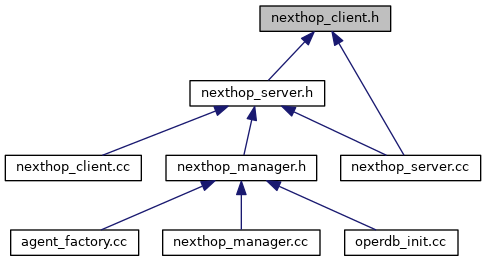 nexthop_client.h
nexthop_server.h
nexthop_client.cc
nexthop_manager.h
nexthop_server.cc
agent_factory.cc
nexthop_manager.cc
operdb_init.cc